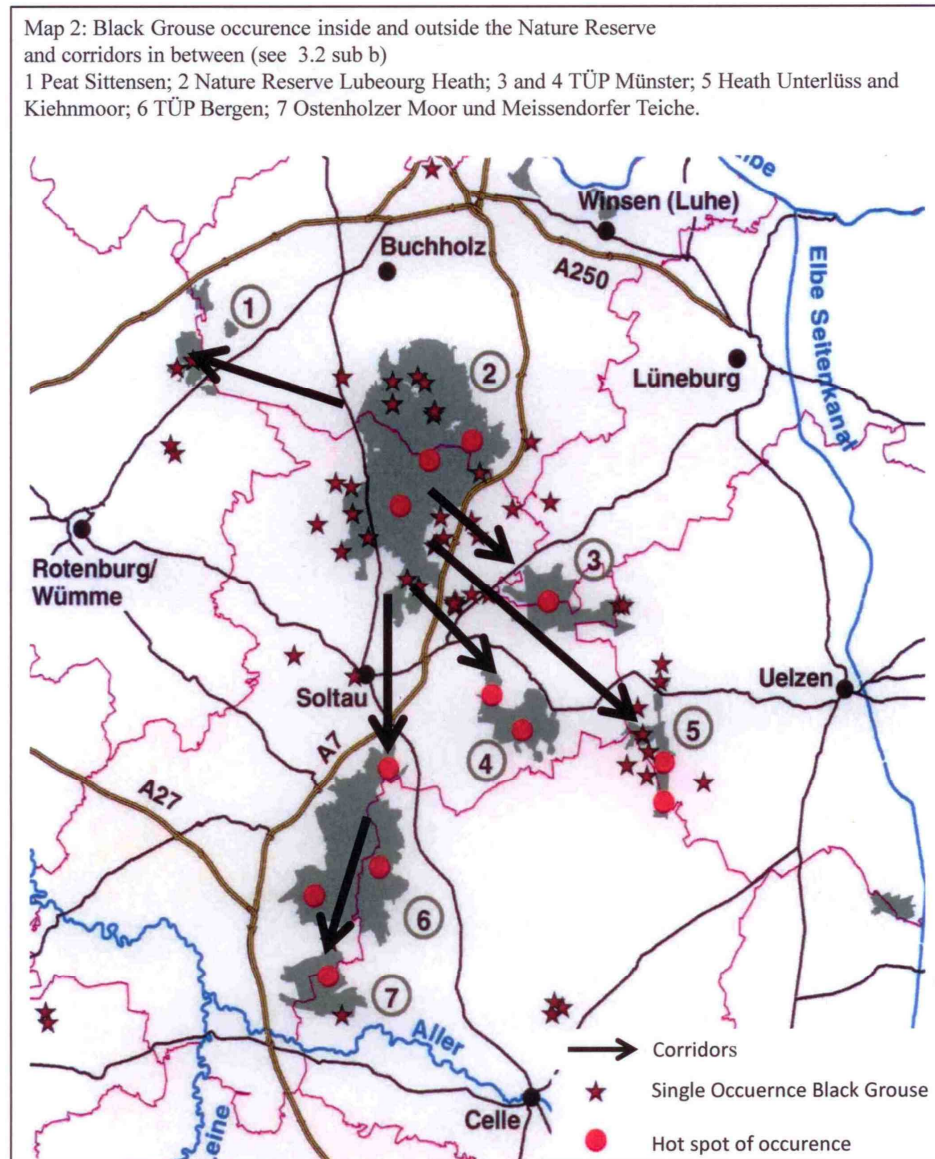 Map 2: Black Grouse occurence inside and outside the Nature Reserve
and corridors in between (see 3.2 sub b)
1 Peat Sittensen; 2 Nature Reserve Lubeourg Heath; 3 and 4 TÜP Münster; 5 Heath Unterlüss and
Kiehnmoor; 6 TÜP Bergen; 7 Ostenholzer Moor und Meissendorfer Teiche.
Winsen (Luhe)
Buchholz
A250
Elbe Seitenkanal
1
2
Lüneburg
Rotenburg/
Wümme
3
Soltau
Uelzen
4
5
A7
A27
6
7
Aller
Celle
Corridors
Single Occuernce Black Grouse
Hot spot of occurence